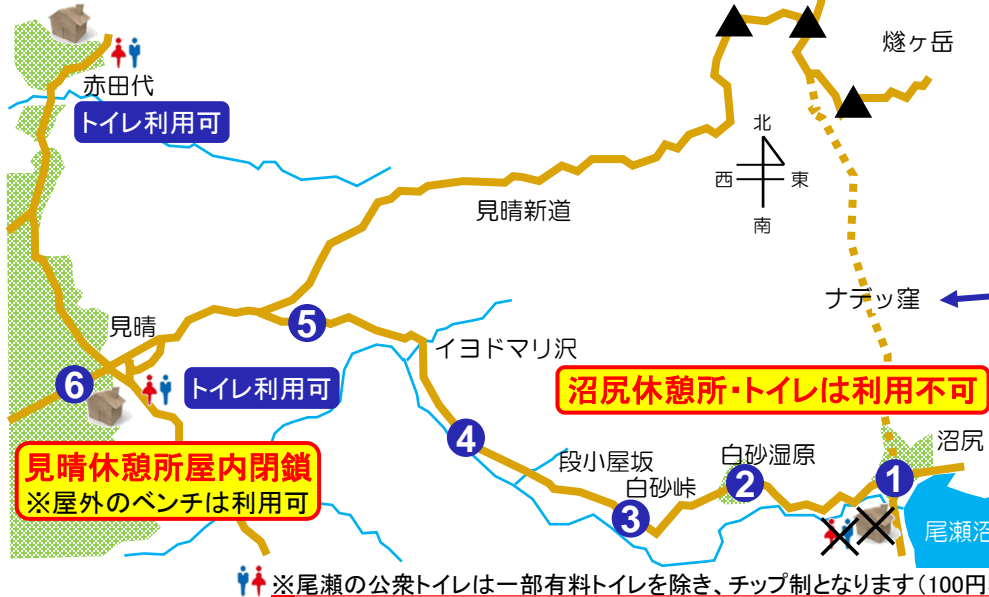 燧ヶ岳
赤田代
トイレ利用可
北
西 東
南
見晴新道
ナデッ窪
見晴
5
イヨドマリ沢
6
トイレ利用可
沼尻休憩所・トイレは利用不可
4
見晴休憩所屋内閉鎖
※屋外のベンチは利用可
段小屋坂
白砂湿原
沼尻
白砂峠
2
1
3
尾瀬沼
※尾瀬の公衆トイレは一部有料トイレを除き、チップ制となります(100円